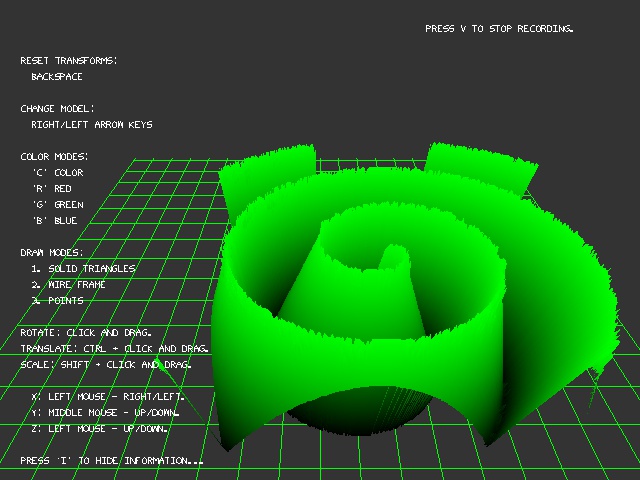 PRESS V TO STOP RECORDING.
RESET TRANSFORMS:
BACKSPACE
CHANGE MODEL:
RIGHT/LEFT ARROW KEYS
COLOR MODES:
'C' COLOR
'R' RED
'G' GREEN
'B' BLUE
DRAW MODES:
1. SOLID TRIANGLES
2. WIRE FRAME
3. POINTS
ROTATE: CLICK AND DRAG.
TRANSLATE: CTRL + CLICK AND DRAG.
SCALE: SHIFT + CLICK AND DRAG.
X: LEFT MOUSE - RIGHT/LEFT.
Y: MIDDLE MOUSE - UP/DOWN.
Z: LEFT MOUSE - UP/DOWN.
PRESS 'I' TO HIDE INFORMATION...